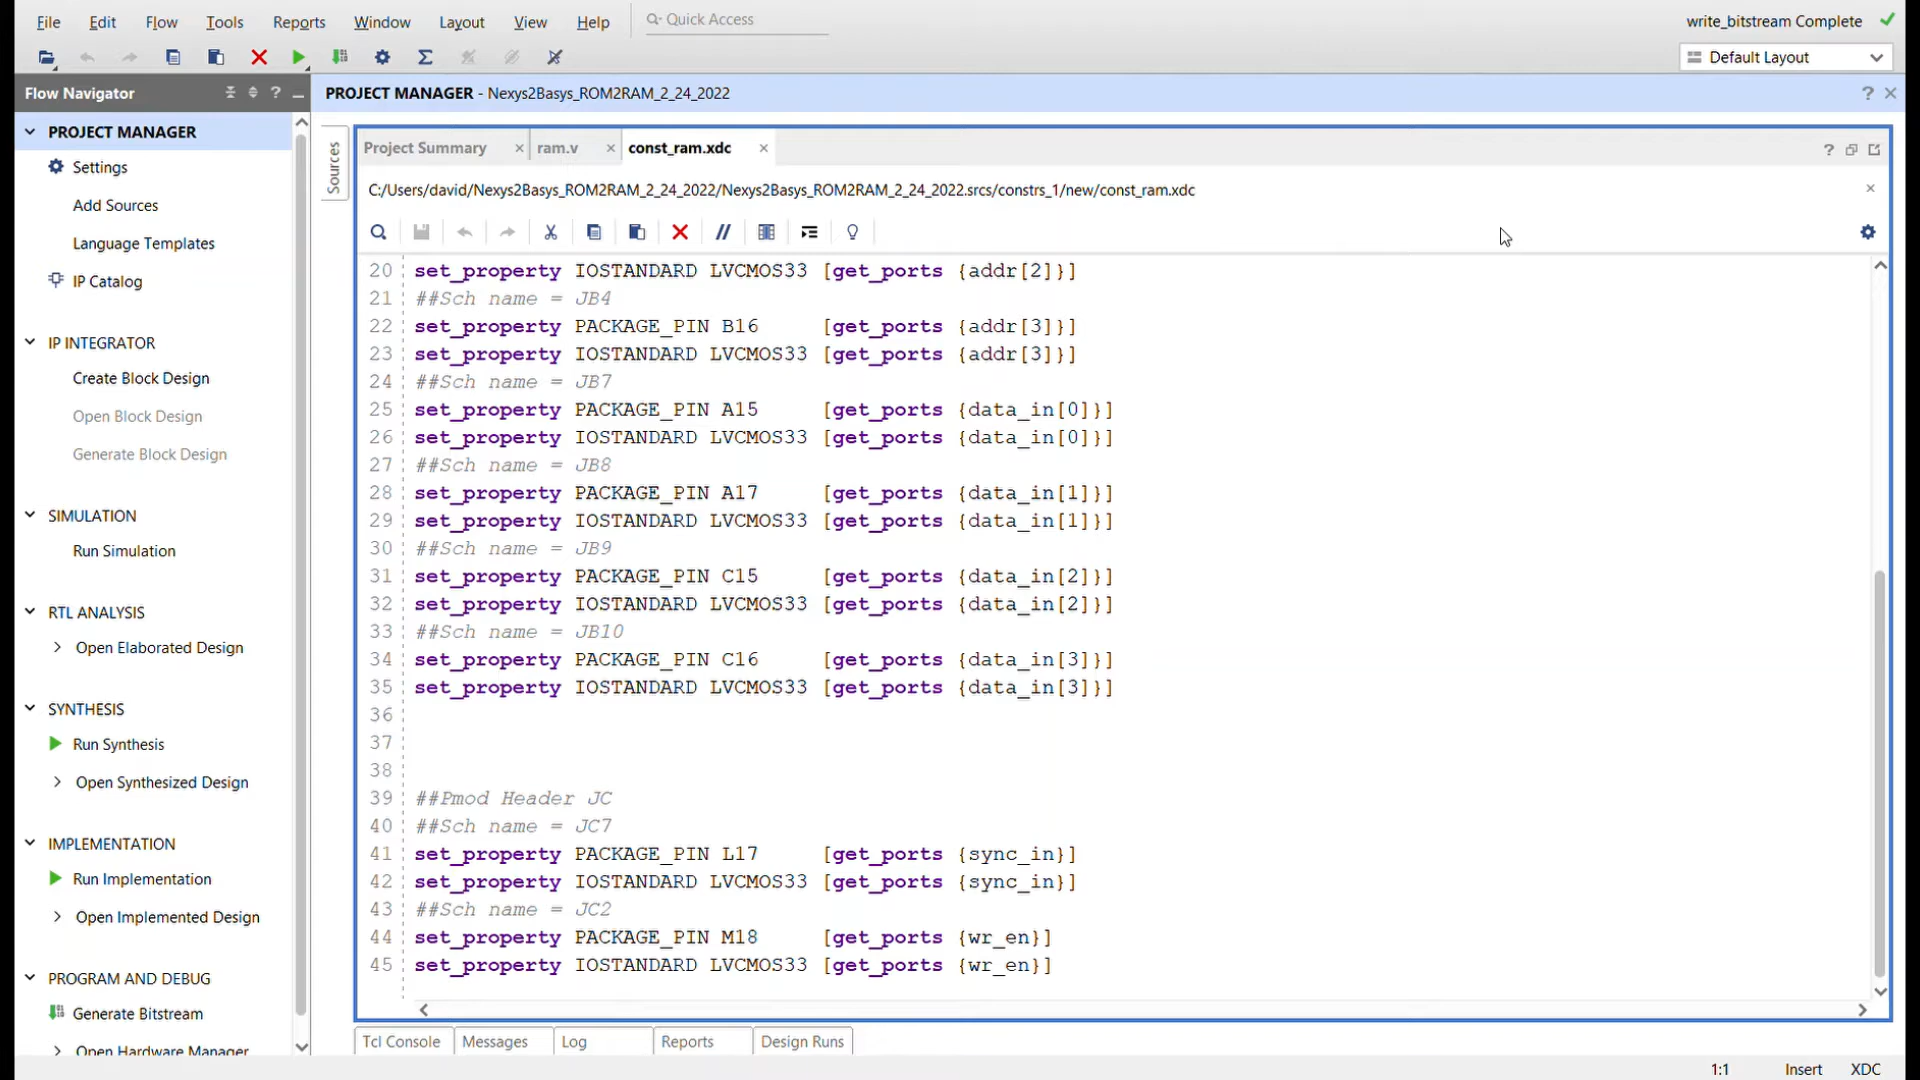 File Edit Flow Tools Reports Window Layout View Help Quick Access write_bitstream Complete
Default Layout
Flow Navigator ? PROJECT MANAGER - Nexys2Basys_ROM2RAM_2_24_2022 ?
PROJECT MANAGER
Settings
Add Sources
Language Templates
IP Catalog
IP INTEGRATOR
Create Block Design
Open Block Design
Generate Block Design
SIMULATION
Run Simulation
RTL ANALYSIS
Open Elaborated Design
SYNTHESIS
Run Synthesis
Open Synthesized Design
IMPLEMENTATION
Run Implementation
Open Implemented Design
PROGRAM AND DEBUG
Generate Bitstream
Open Hardware Manager
Sources
Project Summary ram.v const_ram.xdc ?
C:/Users/david/Nexys2Basys_ROM2RAM_2_24_2022/Nexys2Basys_ROM2RAM_2_24_2022.srcs/constrs_1/new/const_ram.xdc
20 set_property IOSTANDARD LVCMOS33 [get_ports {addr[2]}]
21 ##Sch name = JB4
22 set_property PACKAGE_PIN B16 [get_ports {addr[3]}]
23 set_property IOSTANDARD LVCMOS33 [get_ports {addr[3]}]
24 ##Sch name = JB7
25 set_property PACKAGE_PIN A15 [get_ports {data_in[0]}]
26 set_property IOSTANDARD LVCMOS33 [get_ports {data_in[0]}]
27 ##Sch name = JB8
28 set_property PACKAGE_PIN A17 [get_ports {data_in[1]}]
29 set_property IOSTANDARD LVCMOS33 [get_ports {data_in[1]}]
30 ##Sch name = JB9
31 set_property PACKAGE_PIN C15 [get_ports {data_in[2]}]
32 set_property IOSTANDARD LVCMOS33 [get_ports {data_in[2]}]
33 ##Sch name = JB10
34 set_property PACKAGE_PIN C16 [get_ports {data_in[3]}]
35 set_property IOSTANDARD LVCMOS33 [get_ports {data_in[3]}]
36
37
38
39 ##Pmod Header JC
40 ##Sch name = JC7
41 set_property PACKAGE_PIN L17 [get_ports {sync_in}]
42 set_property IOSTANDARD LVCMOS33 [get_ports {sync_in}]
43 ##Sch name = JC2
44 set_property PACKAGE_PIN M18 [get_ports {wr_en}]
45 set_property IOSTANDARD LVCMOS33 [get_ports {wr_en}]
Tcl Console Messages Log Reports Design Runs
1:1 Insert XDC